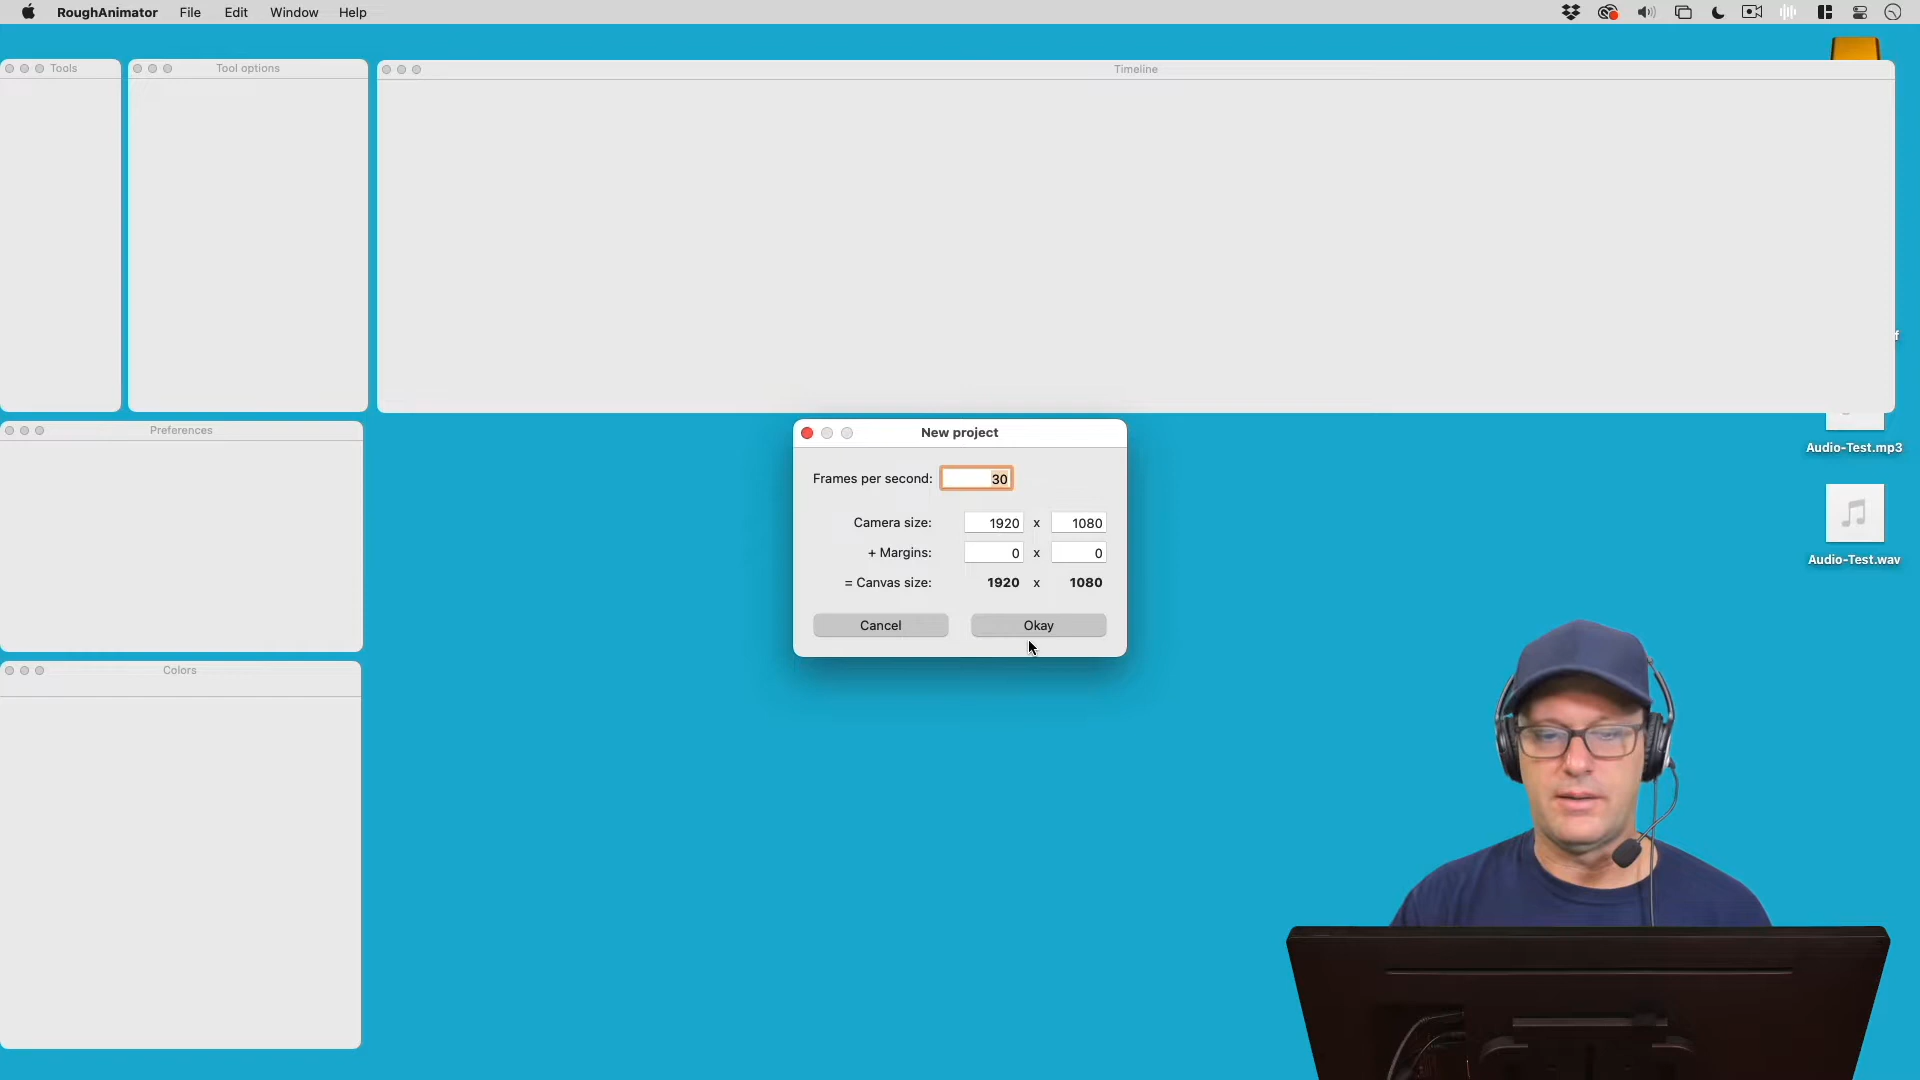 RoughAnimator File Edit Window Help
Tools
Tool options
Timeline
f
Preferences
New project
Audio-Test.mp3
Frames per second: 30
Camera size: 1920 x 1080
+ Margins: 0 x 0
Audio-Test.wav
= Canvas size: 1920 x 1080
Cancel Okay
Colors